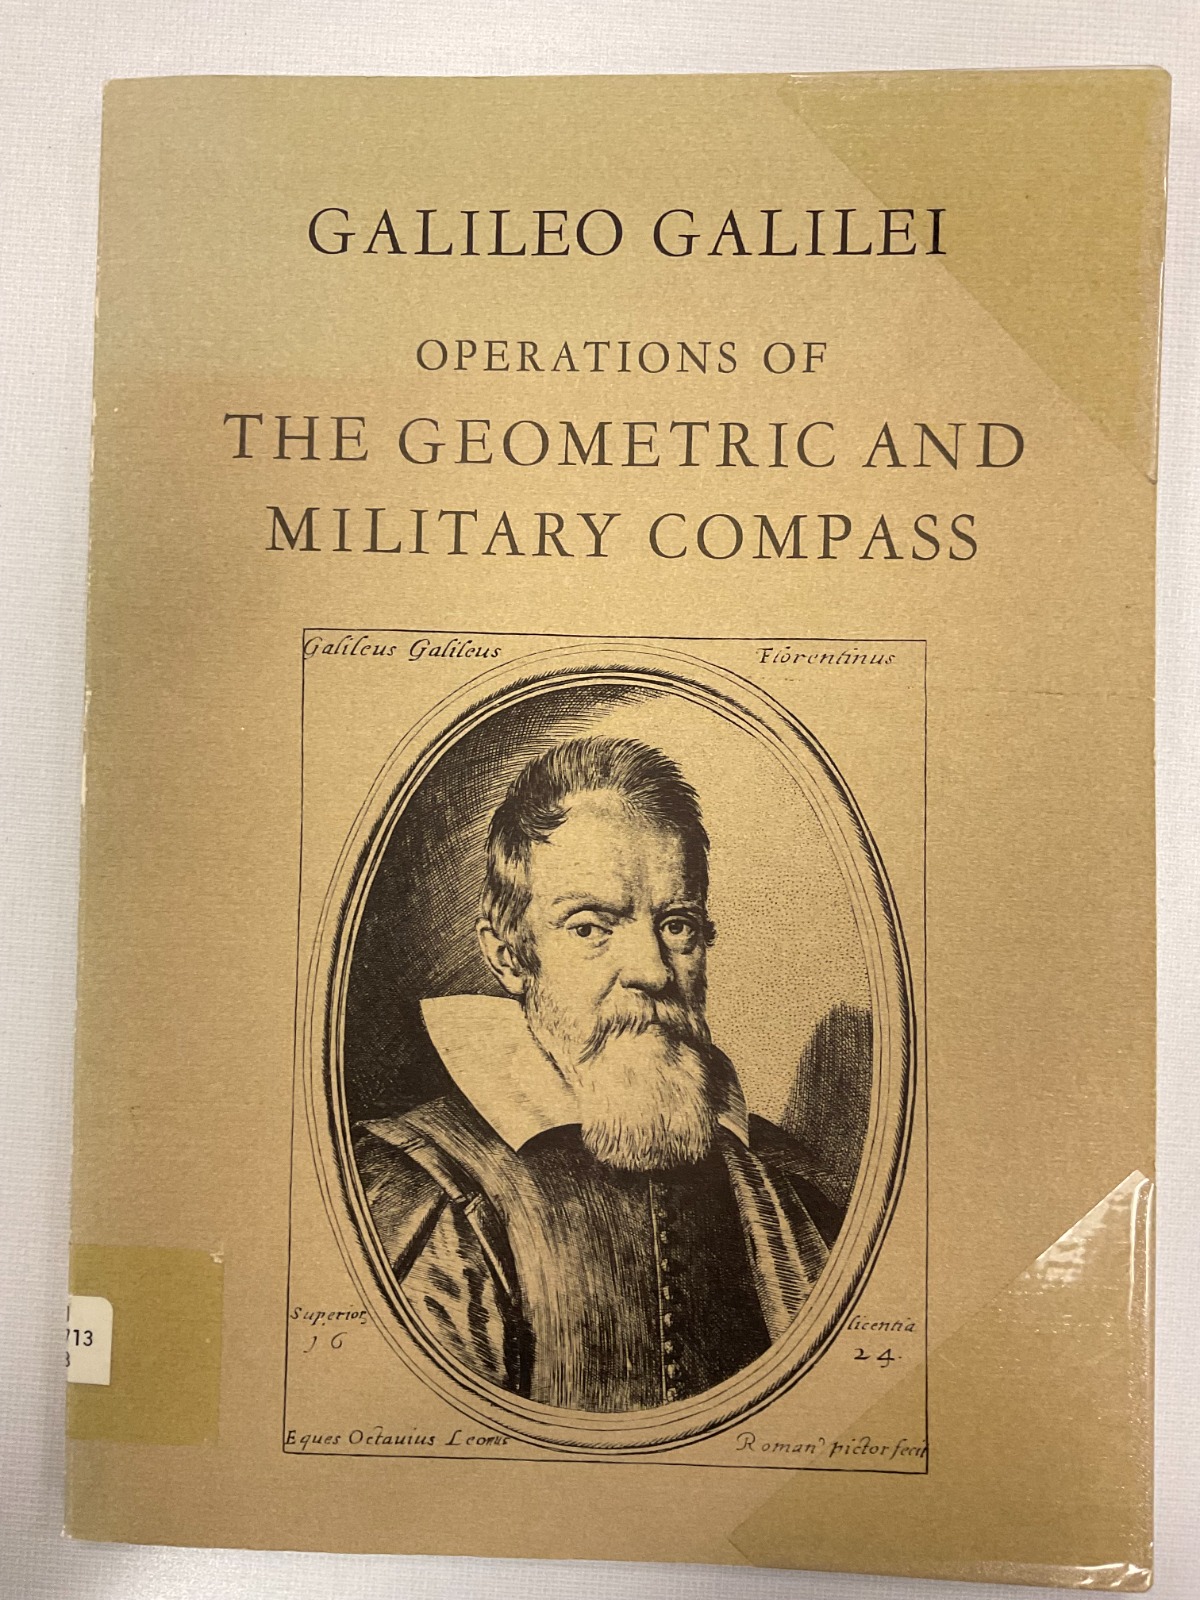 GALILEO GALILEI
OPERATIONS OF
THE GEOMETRIC AND
MILITARY COMPASS
Galileus Galileus Florentinus
Superior, licentia
16 24.
Eques Octauius Leonus Roman' pictor fecit
713